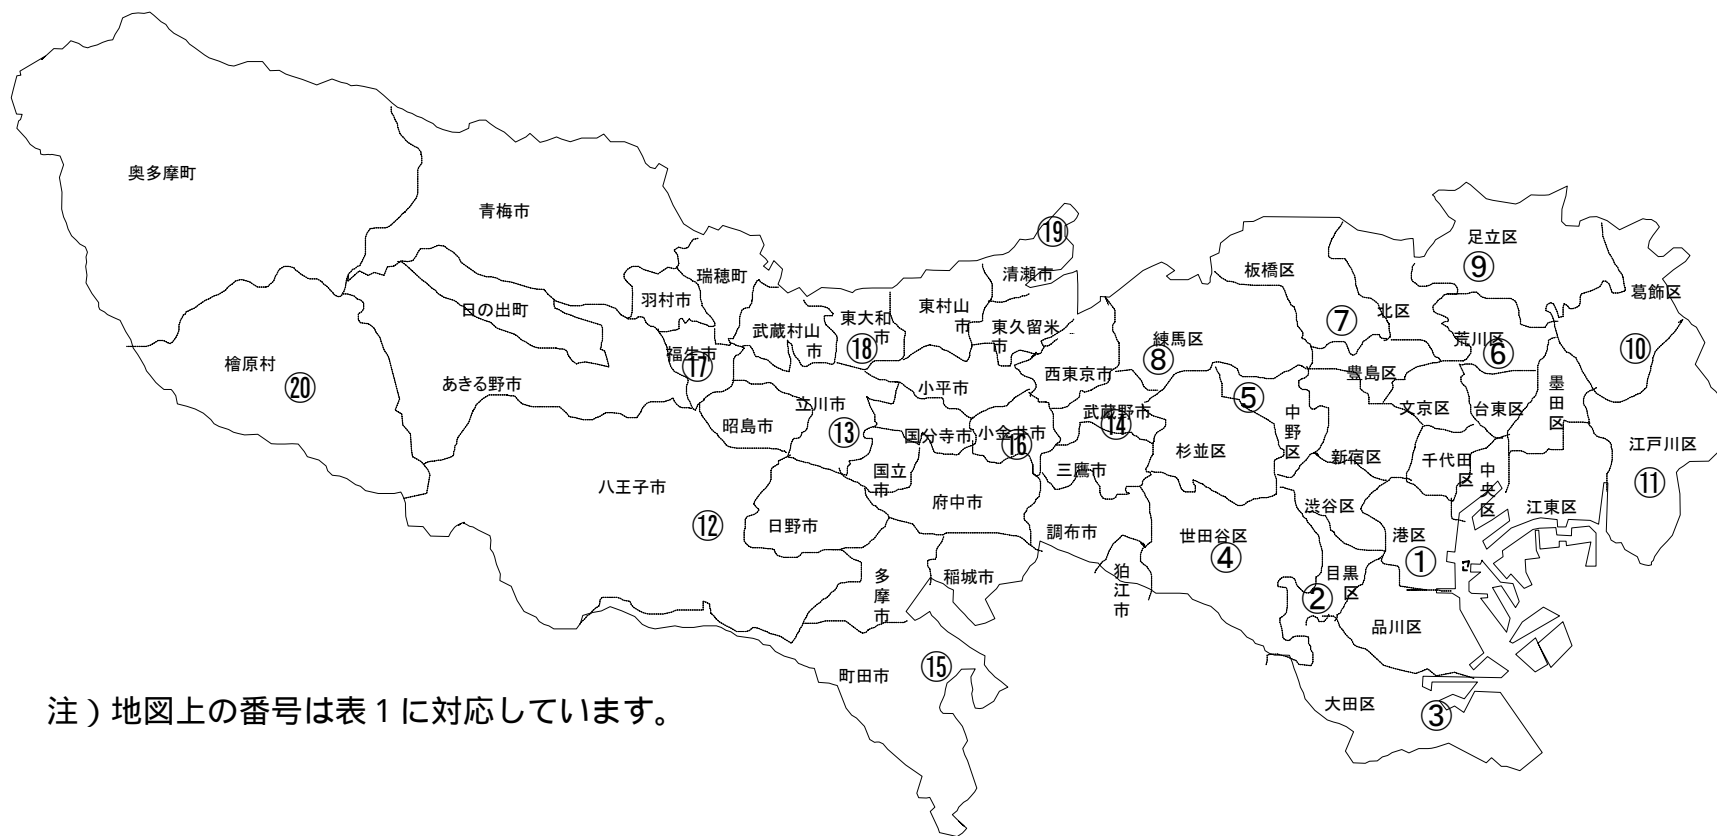 奥多摩町
青梅市
瑞穂町
羽村市
日の出町
檜原村
⑳
あきる野市
福生市
⑰
武蔵村山
市
東大和
市
⑱
東村山
市
清瀬市
⑲
東久留米
市
西東京市
小平市
立川市
⑬
昭島市
国分寺市
小金井市
⑯
国立
市
武蔵野市
⑭
三鷹市
八王子市
⑫
日野市
府中市
調布市
狛江市
多摩市
稲城市
町田市
⑮
練馬区
⑧
板橋区
⑦
北区
足立区
⑨
葛飾区
⑩
荒川区
⑥
豊島区
文京区
台東区
墨田区
江戸川区
⑪
⑤
中野区
杉並区
新宿区
千代田
区
中央区
江東区
渋谷区
港区
①
世田谷区
④
目黒区
②
品川区
大田区
③
注）地図上の番号は表１に対応しています。